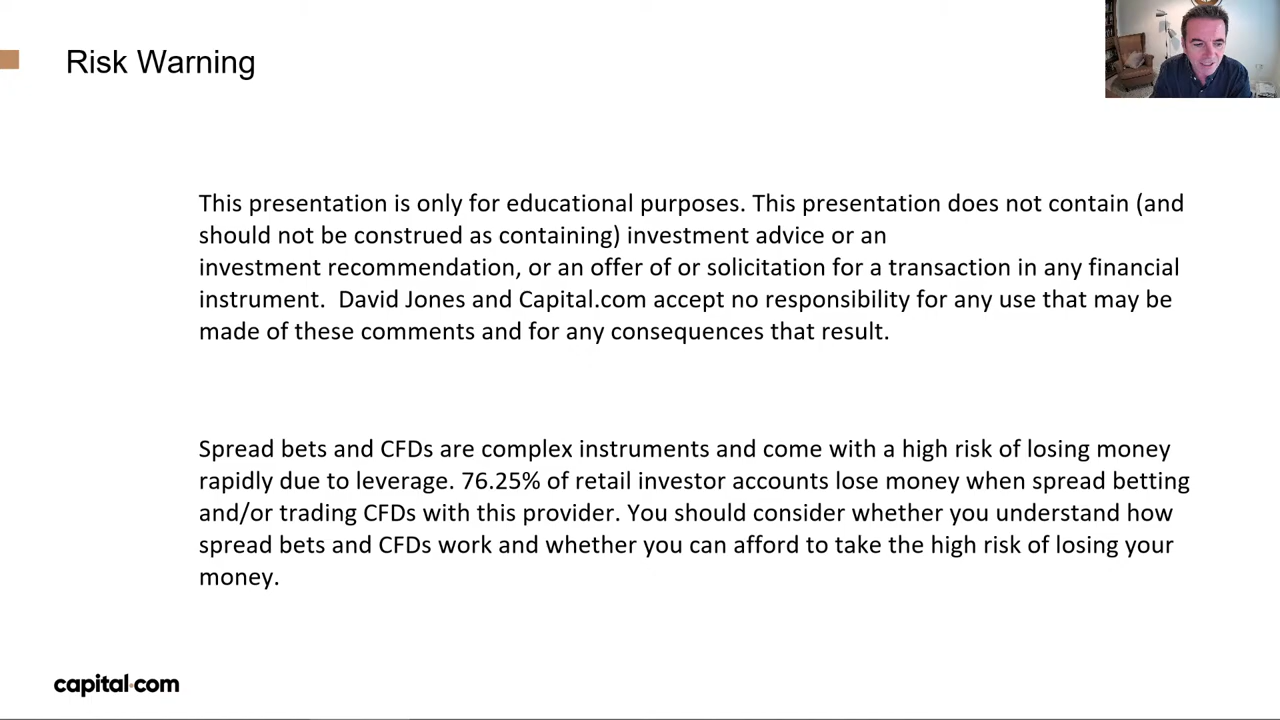 Risk Warning
This presentation is only for educational purposes. This presentation does not contain (and
should not be construed as containing) investment advice or an
investment recommendation, or an offer of or solicitation for a transaction in any financial
instrument.  David Jones and Capital.com accept no responsibility for any use that may be
made of these comments and for any consequences that result.
Spread bets and CFDs are complex instruments and come with a high risk of losing money
rapidly due to leverage. 76.25% of retail investor accounts lose money when spread betting
and/or trading CFDs with this provider. You should consider whether you understand how
spread bets and CFDs work and whether you can afford to take the high risk of losing your
money.
capital.com